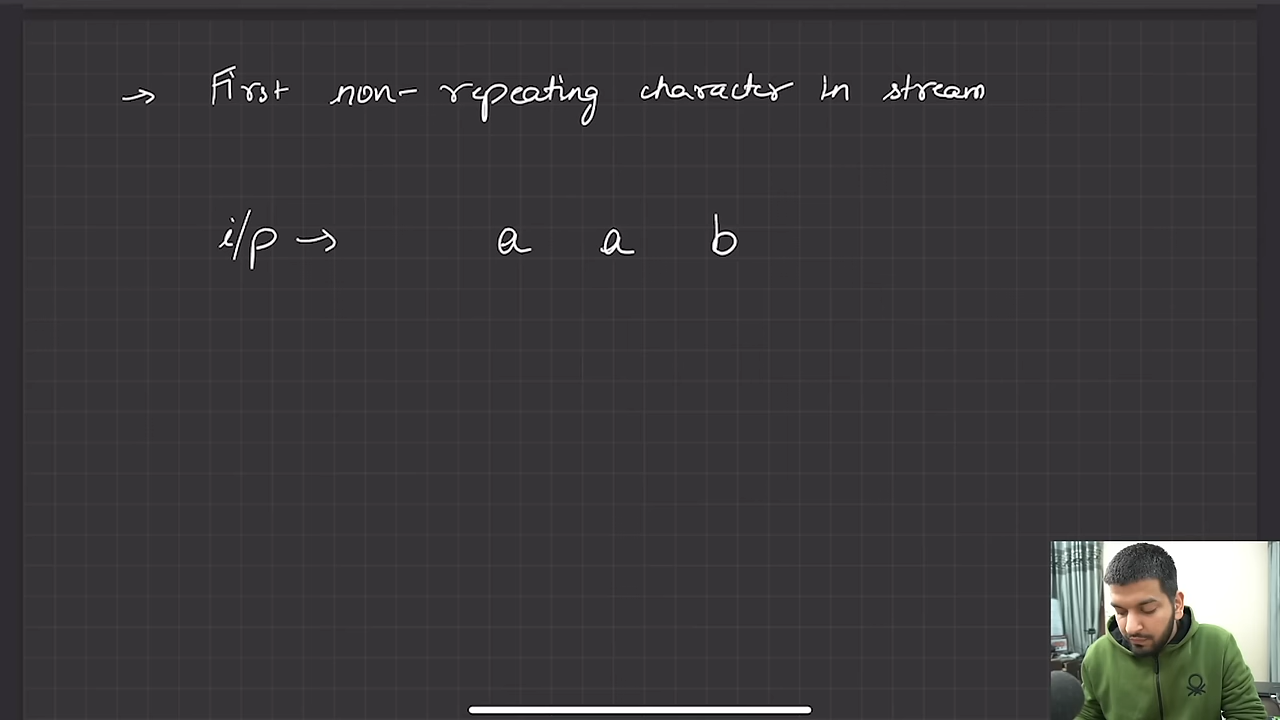 → First non-repeating character in stream
i/p → a a b